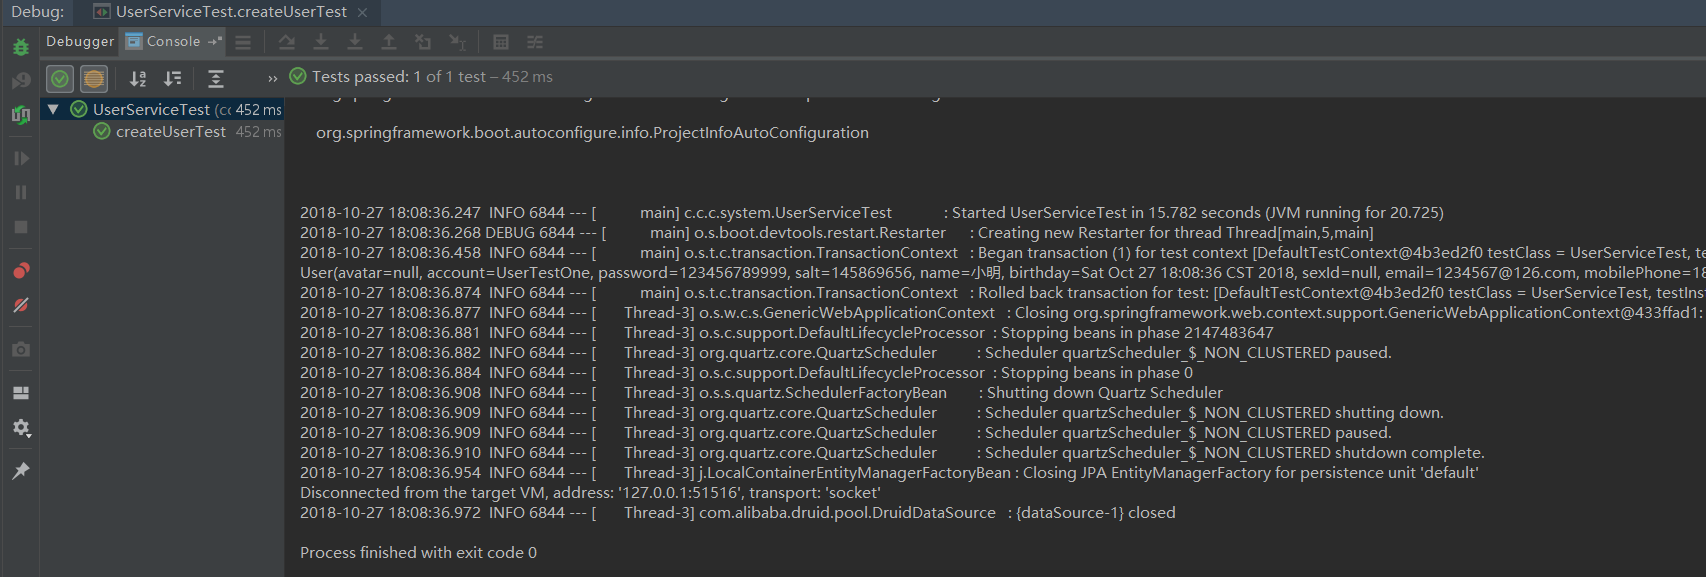 Debug: UserServiceTest.createUserTest
Debugger Console
Tests passed: 1 of 1 test – 452 ms
UserServiceTest (cc 452 ms
createUserTest 452 ms
org.springframework.boot.autoconfigure.info.ProjectInfoAutoConfiguration
2018-10-27 18:08:36.247 INFO 6844 --- [ main] c.c.c.system.UserServiceTest : Started UserServiceTest in 15.782 seconds (JVM running for 20.725)
2018-10-27 18:08:36.268 DEBUG 6844 --- [ main] o.s.boot.devtools.restart.Restarter : Creating new Restarter for thread Thread[main,5,main]
2018-10-27 18:08:36.458 INFO 6844 --- [ main] o.s.t.c.transaction.TransactionContext : Began transaction (1) for test context [DefaultTestContext@4b3ed2f0 testClass = UserServiceTest, te
User(avatar=null, account=UserTestOne, password=123456789999, salt=145869656, name=小明, birthday=Sat Oct 27 18:08:36 CST 2018, sexId=null, email=1234567@126.com, mobilePhone=18
2018-10-27 18:08:36.874 INFO 6844 --- [ main] o.s.t.c.transaction.TransactionContext : Rolled back transaction for test: [DefaultTestContext@4b3ed2f0 testClass = UserServiceTest, testInst
2018-10-27 18:08:36.877 INFO 6844 --- [ Thread-3] o.s.w.c.s.GenericWebApplicationContext : Closing org.springframework.web.context.support.GenericWebApplicationContext@433ffad1:
2018-10-27 18:08:36.881 INFO 6844 --- [ Thread-3] o.s.c.support.DefaultLifecycleProcessor : Stopping beans in phase 2147483647
2018-10-27 18:08:36.882 INFO 6844 --- [ Thread-3] org.quartz.core.QuartzScheduler : Scheduler quartzScheduler_$_NON_CLUSTERED paused.
2018-10-27 18:08:36.884 INFO 6844 --- [ Thread-3] o.s.c.support.DefaultLifecycleProcessor : Stopping beans in phase 0
2018-10-27 18:08:36.908 INFO 6844 --- [ Thread-3] o.s.s.quartz.SchedulerFactoryBean : Shutting down Quartz Scheduler
2018-10-27 18:08:36.909 INFO 6844 --- [ Thread-3] org.quartz.core.QuartzScheduler : Scheduler quartzScheduler_$_NON_CLUSTERED shutting down.
2018-10-27 18:08:36.909 INFO 6844 --- [ Thread-3] org.quartz.core.QuartzScheduler : Scheduler quartzScheduler_$_NON_CLUSTERED paused.
2018-10-27 18:08:36.910 INFO 6844 --- [ Thread-3] org.quartz.core.QuartzScheduler : Scheduler quartzScheduler_$_NON_CLUSTERED shutdown complete.
2018-10-27 18:08:36.954 INFO 6844 --- [ Thread-3] j.LocalContainerEntityManagerFactoryBean : Closing JPA EntityManagerFactory for persistence unit 'default'
Disconnected from the target VM, address: '127.0.0.1:51516', transport: 'socket'
2018-10-27 18:08:36.972 INFO 6844 --- [ Thread-3] com.alibaba.druid.pool.DruidDataSource : {dataSource-1} closed
Process finished with exit code 0